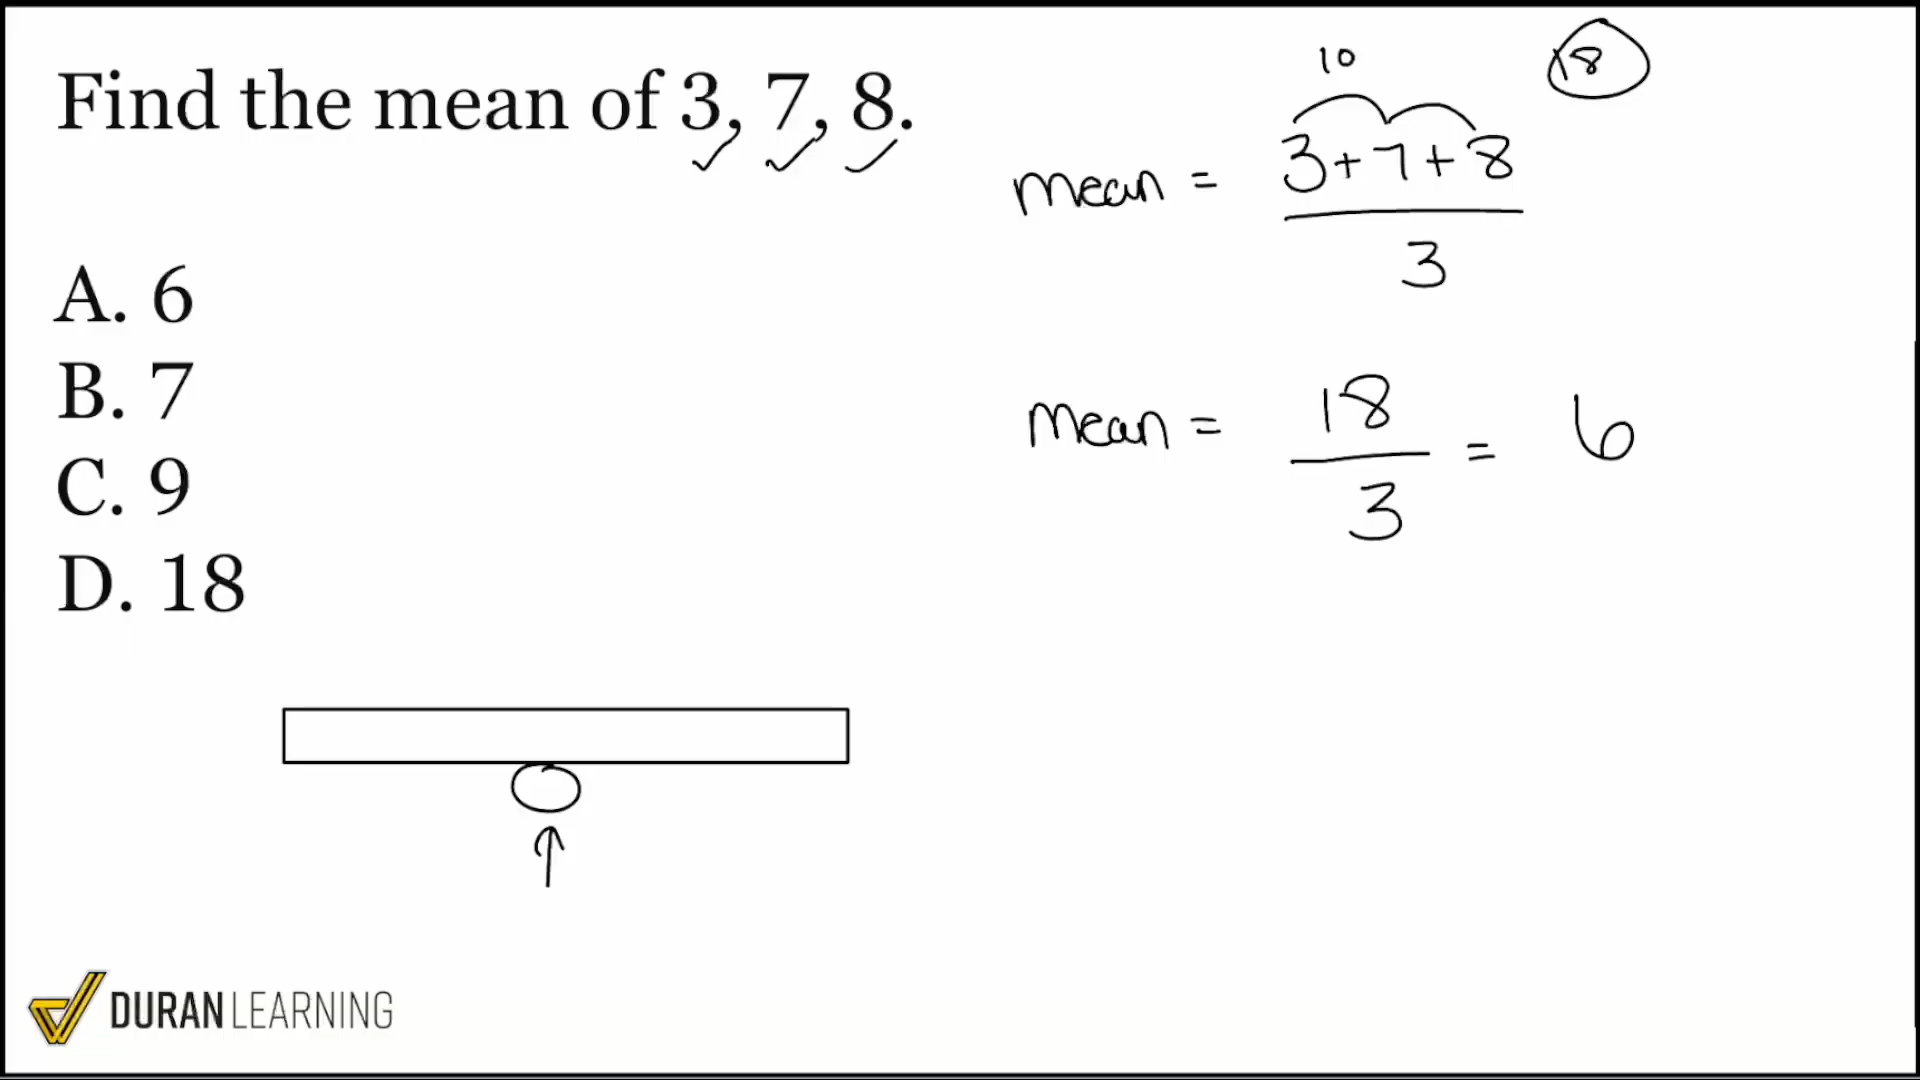 Find the mean of 3, 7, 8.
A. 6
B. 7
C. 9
D. 18
10
18
mean = 3+7+8
3
mean = 18
3
= 6
DURAN LEARNING